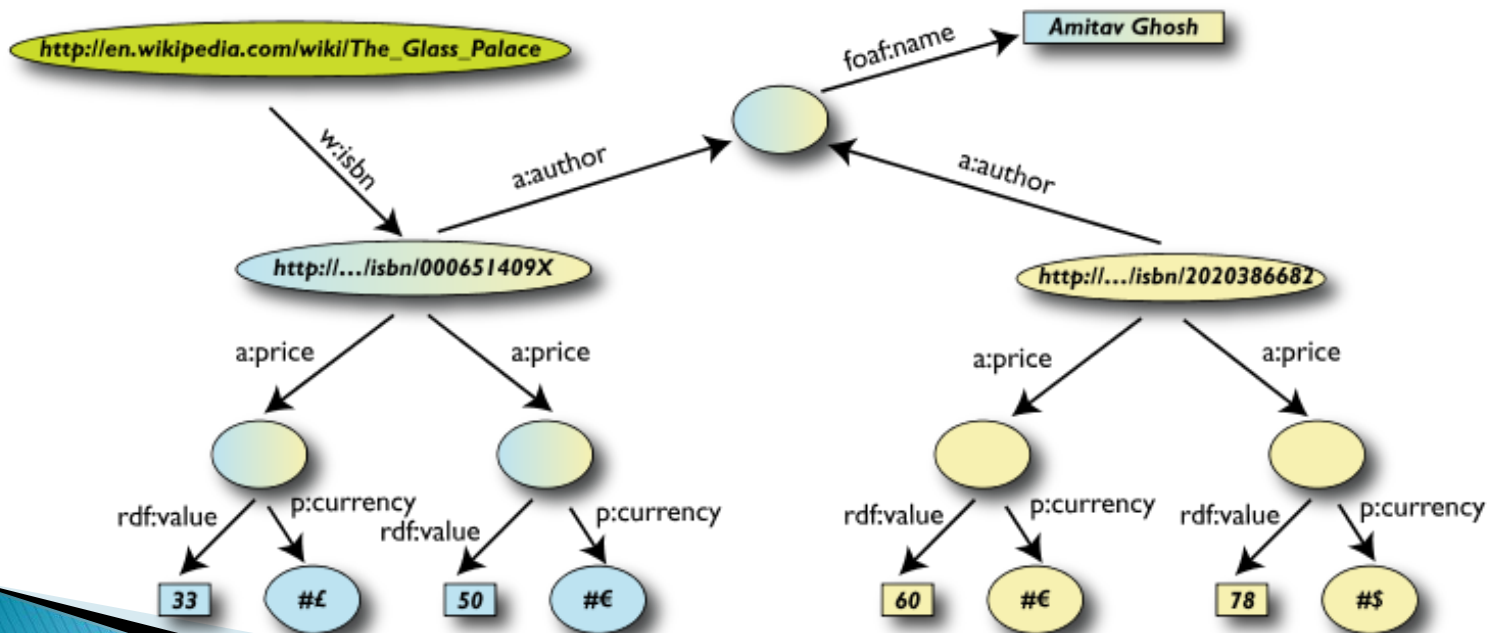 http://en.wikipedia.com/wiki/The_Glass_Palace
foaf:name
Amitav Ghosh
w:isbn
a:author
a:author
http://.../isbn/000651409X
http://.../isbn/2020386682
a:price
a:price
a:price
a:price
rdf:value
p:currency
rdf:value
p:currency
rdf:value
p:currency
rdf:value
p:currency
33
#£
50
#€
60
#€
78
#$